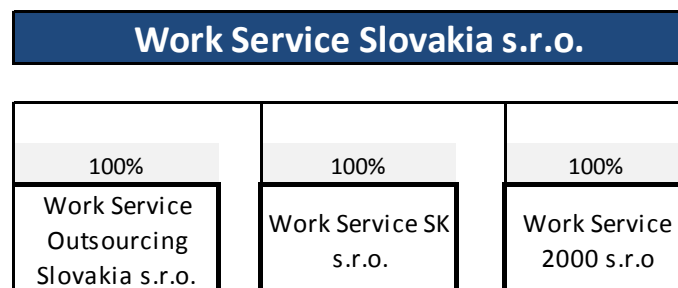 Work Service Slovakia s.r.o.
100% 100% 100%
Work Service
Outsourcing
Slovakia s.r.o.
Work Service SK
s.r.o.
Work Service
2000 s.r.o